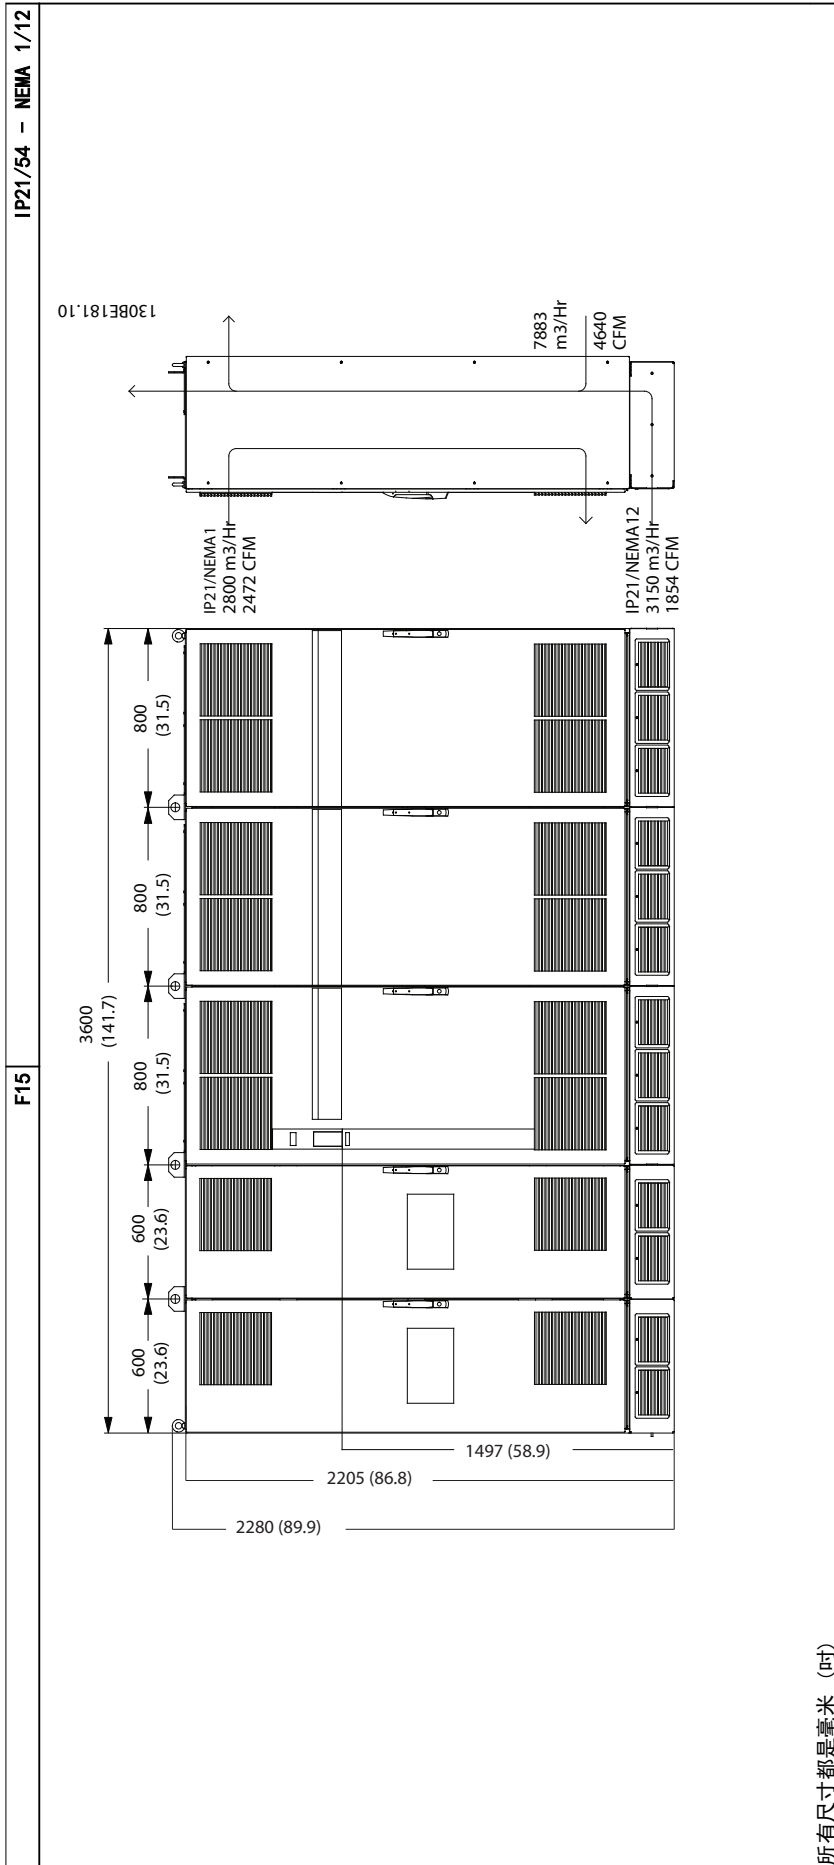 F15
IP21/54 - NEMA 1/12
130BE181.10
2280 (89.9)
2205 (86.8)
1497 (58.9)
3600
(141.7)
600
(23.6)
600
(23.6)
800
(31.5)
800
(31.5)
800
(31.5)
IP21/NEMA1
2800 m3/Hr
2472 CFM
IP21/NEMA12
3150 m3/Hr
1854 CFM
7883
m3/Hr
4640
CFM
所有尺寸都是毫米 (吋)